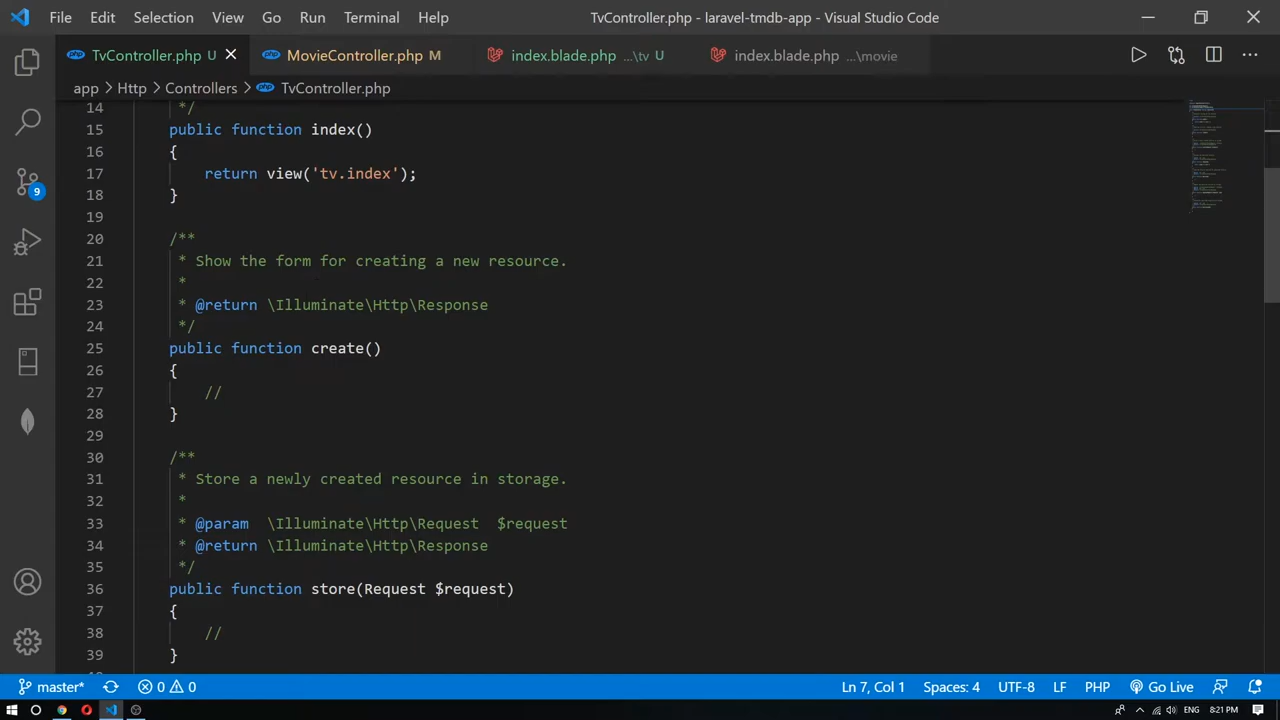 File Edit Selection View Go Run Terminal Help TvController.php - laravel-tmdb-app - Visual Studio Code
TvController.php U MovieController.php M index.blade.php ...\tv U index.blade.php ...\movie
app > Http > Controllers > TvController.php
14 */
15 public function index()
16 {
17 return view('tv.index');
18 }
19
20 /**
21 * Show the form for creating a new resource.
22 *
23 * @return \Illuminate\Http\Response
24 */
25 public function create()
26 {
27 //
28 }
29
30 /**
31 * Store a newly created resource in storage.
32 *
33 * @param  \Illuminate\Http\Request  $request
34 * @return \Illuminate\Http\Response
35 */
36 public function store(Request $request)
37 {
38 //
39 }
9
master* 0 0 Ln 7, Col 1 Spaces: 4 UTF-8 LF PHP Go Live
ENG 8:21 PM